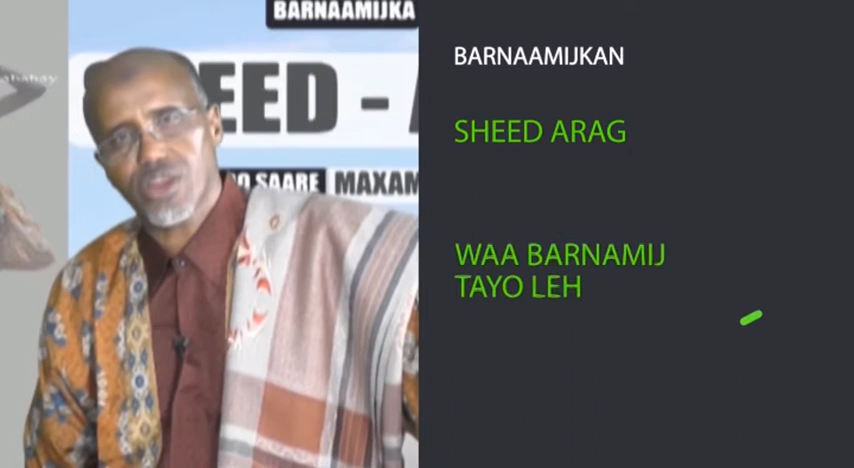 BARNAAMIJKA
EED - A
O SAARE MAXAM
BARNAAMIJKAN
SHEED ARAG
WAA BARNAMIJ
TAYO LEH